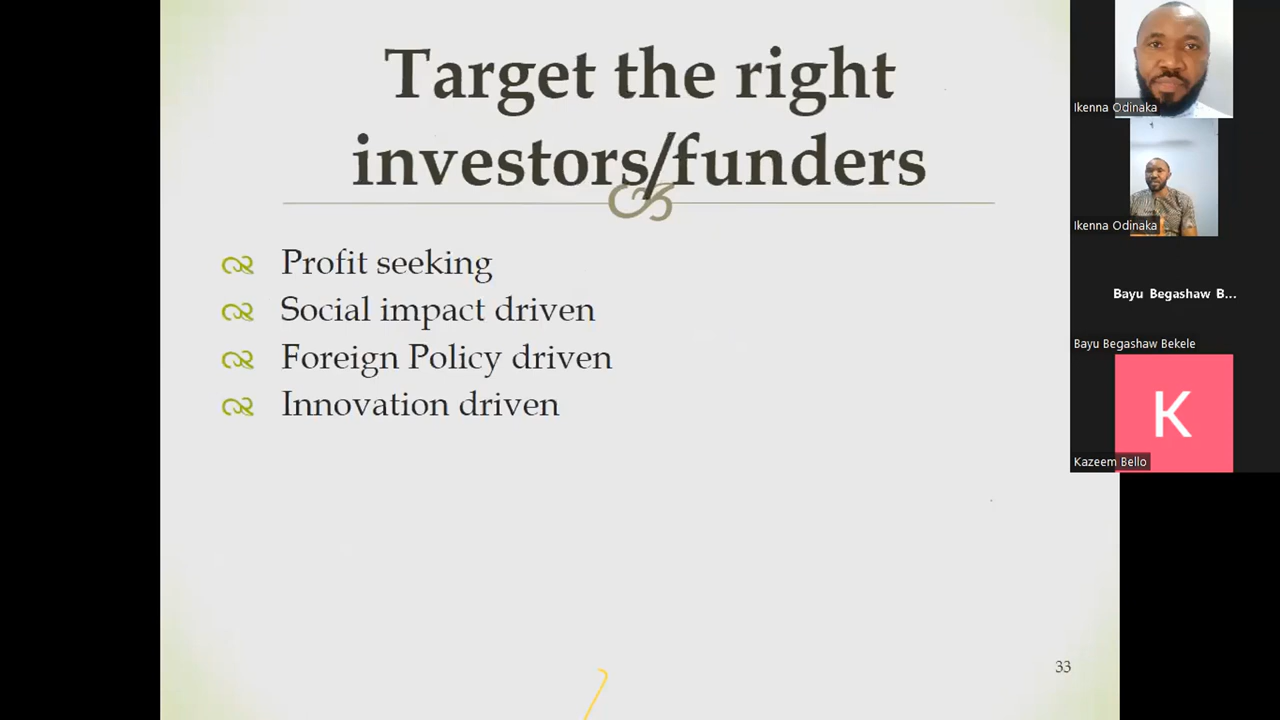 Target the right
investors/funders
Profit seeking
Social impact driven
Foreign Policy driven
Innovation driven
33
Ikenna Odinaka
Ikenna Odinaka
Bayu Begashaw B...
Bayu Begashaw Bekele
K
Kazeem Bello